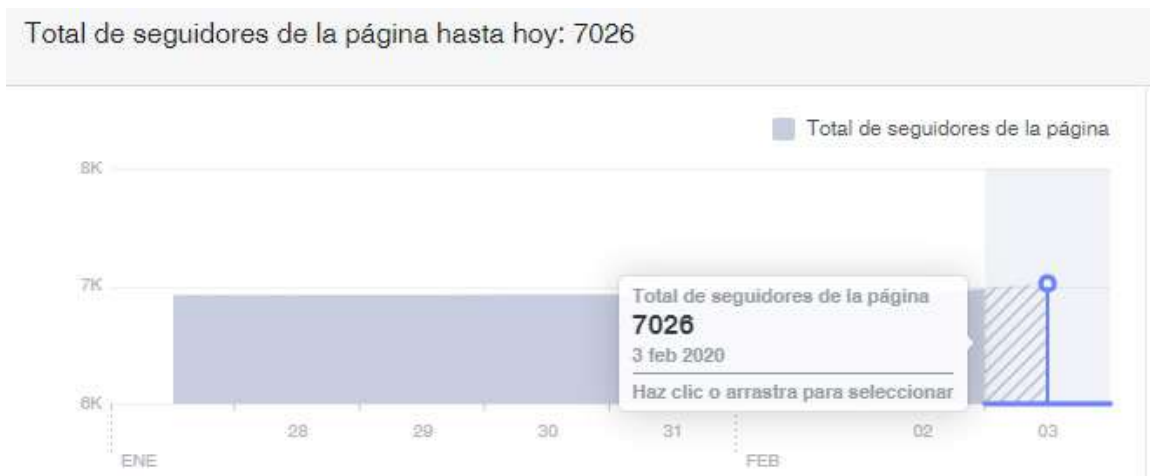 Total de seguidores de la página hasta hoy: 7026
Total de seguidores de la página
8K
7K
6K
Total de seguidores de la página
7026
3 feb 2020
Haz clic o arrastra para seleccionar
28 29 30 31 02 03
ENE FEB